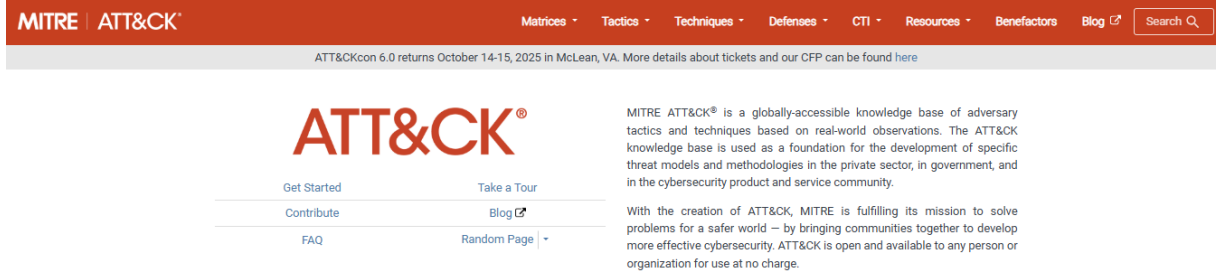 MITRE | ATT&CK®
Matrices Tactics Techniques Defenses CTI Resources Benefactors Blog Search
ATT&CKcon 6.0 returns October 14-15, 2025 in McLean, VA. More details about tickets and our CFP can be found here
ATT&CK®
Get Started Take a Tour
Contribute Blog
FAQ Random Page
MITRE ATT&CK® is a globally-accessible knowledge base of adversary
tactics and techniques based on real-world observations. The ATT&CK
knowledge base is used as a foundation for the development of specific
threat models and methodologies in the private sector, in government, and
in the cybersecurity product and service community.
With the creation of ATT&CK, MITRE is fulfilling its mission to solve
problems for a safer world — by bringing communities together to develop
more effective cybersecurity. ATT&CK is open and available to any person or
organization for use at no charge.